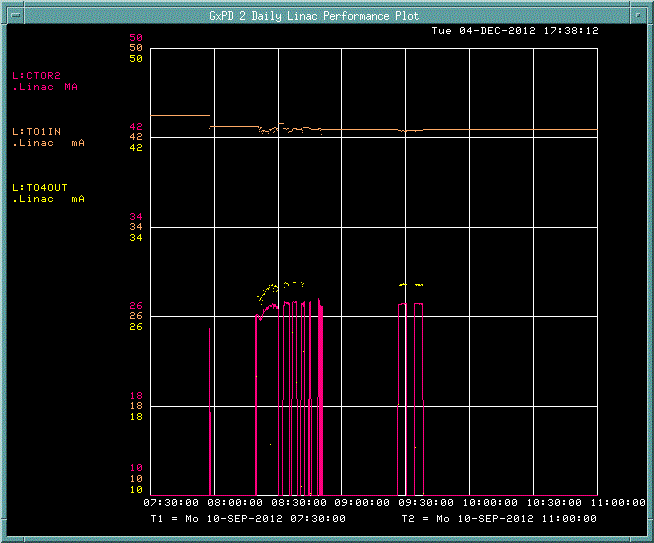 GxPD 2 Daily Linac Performance Plot
Tue 04-DEC-2012 17:38:12
50
50
50
L:CTOR2
.Linac MA
L:TO1IN
.Linac mA
42
42
42
L:TO4OUT
.Linac mA
34
34
34
26
26
26
18
18
18
10
10
10
07:30:00 08:00:00 08:30:00 09:00:00 09:30:00 10:00:00 10:30:00 11:00:00
T1 = Mo 10-SEP-2012 07:30:00 T2 = Mo 10-SEP-2012 11:00:00